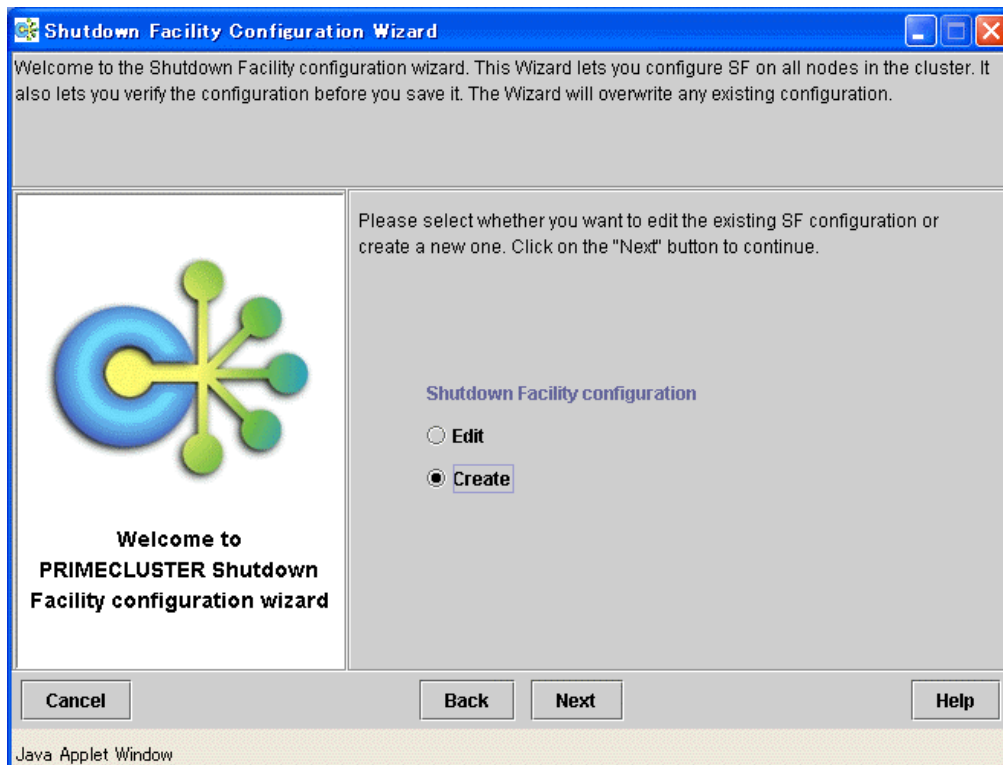 Shutdown Facility Configuration Wizard
Welcome to the Shutdown Facility configuration wizard. This Wizard lets you configure SF on all nodes in the cluster. It
also lets you verify the configuration before you save it. The Wizard will overwrite any existing configuration.
Please select whether you want to edit the existing SF configuration or
create a new one. Click on the "Next" button to continue.
Shutdown Facility configuration
Edit
Create
Welcome to
PRIMECLUSTER Shutdown
Facility configuration wizard
Cancel
Back
Next
Help
Java Applet Window